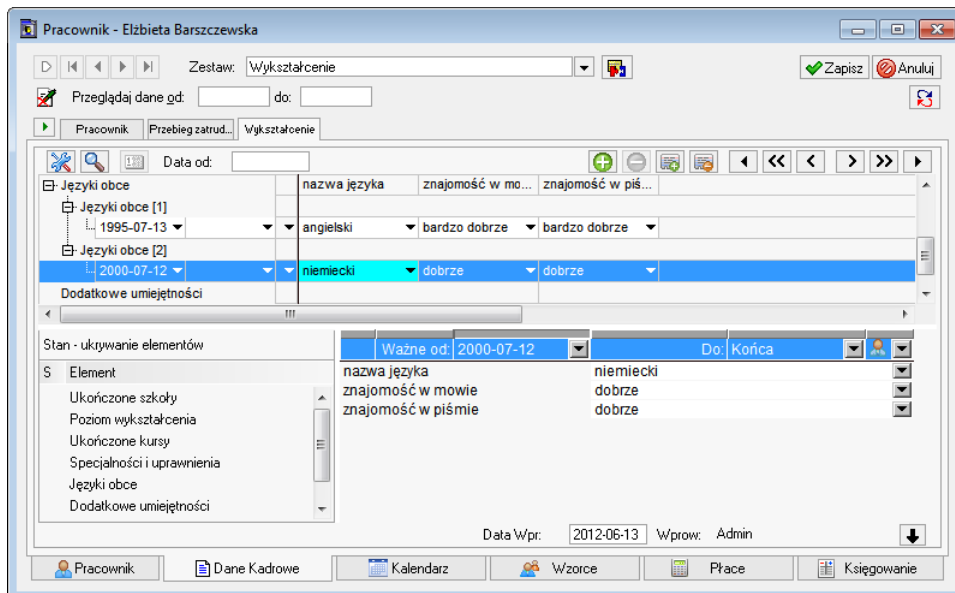 Pracownik - Elżbieta Barszczewska
D Zestaw: Wykształcenie Zapisz Anuluj
Przeglądaj dane od: do:
Pracownik Przebieg zatrud... Wykształcenie
Data od:
Języki obce nazwa języka znajomość w mo... znajomość w piś...
Języki obce [1]
1995-07-13 angielski bardzo dobrze bardzo dobrze
Języki obce [2]
2000-07-12 niemiecki dobrze dobrze
Dodatkowe umiejętności
Stan - ukrywanie elementów
S Element
Ukończone szkoły
Poziom wykształcenia
Ukończone kursy
Specjalności i uprawnienia
Języki obce
Dodatkowe umiejętności
Ważne od: 2000-07-12 Do: Końca
nazwa języka niemiecki
znajomość w mowie dobrze
znajomość w piśmie dobrze
Data Wpr: 2012-06-13 Wprow: Admin
Pracownik Dane Kadrowe Kalendarz Wzorce Płace Księgowanie